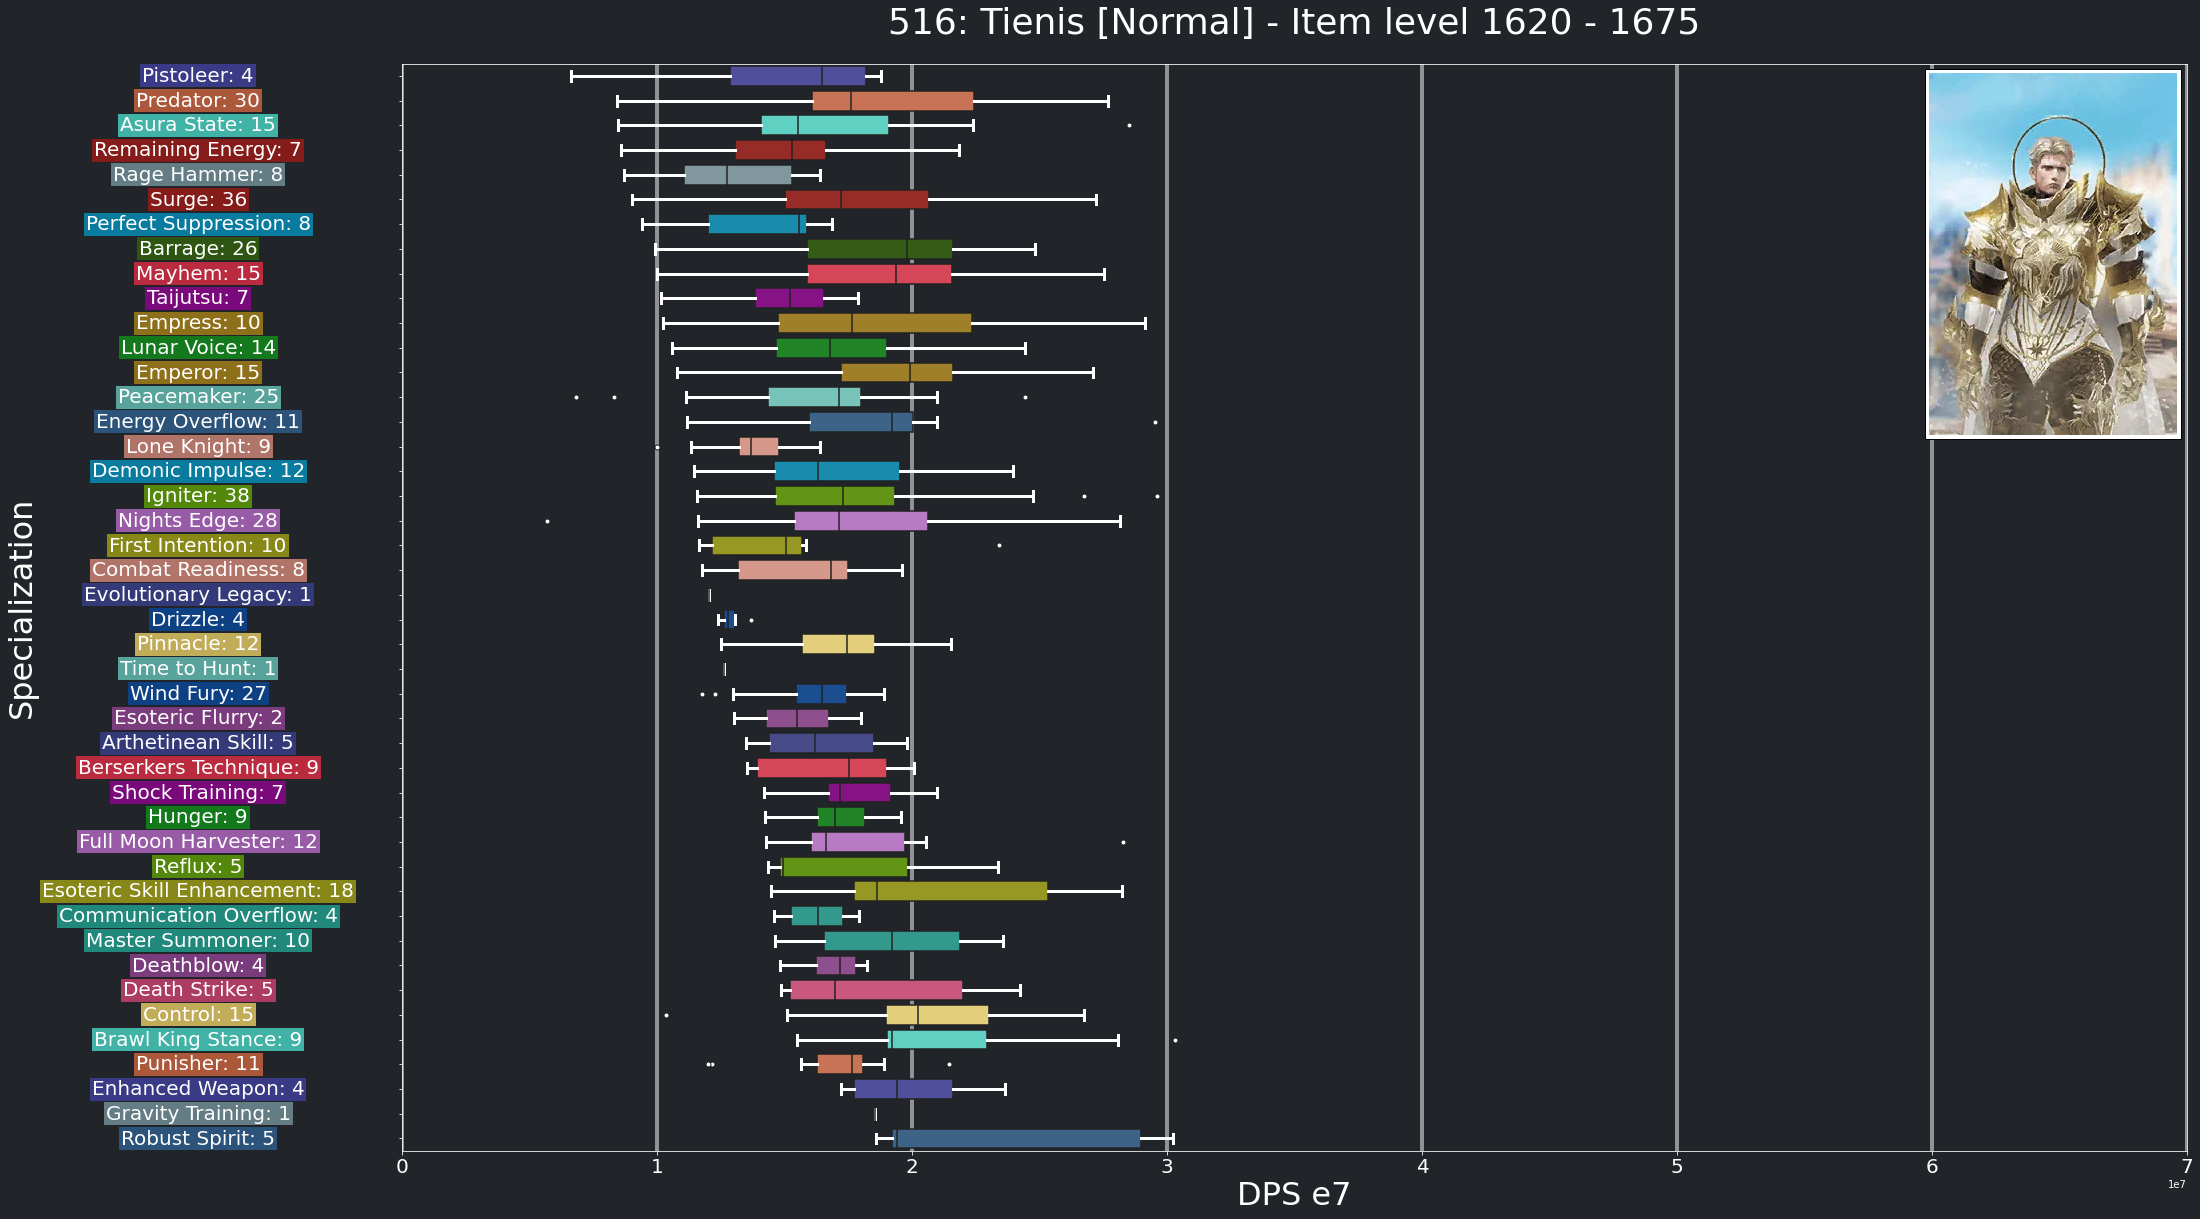 516: Tienis [Normal] - Item level 1620 - 1675
Pistoleer: 4
Predator: 30
Asura State: 15
Remaining Energy: 7
Rage Hammer: 8
Surge: 36
Perfect Suppression: 8
Barrage: 26
Mayhem: 15
Taijutsu: 7
Empress: 10
Lunar Voice: 14
Emperor: 15
Peacemaker: 25
Energy Overflow: 11
Lone Knight: 9
Demonic Impulse: 12
Igniter: 38
Nights Edge: 28
First Intention: 10
Combat Readiness: 8
Evolutionary Legacy: 1
Drizzle: 4
Pinnacle: 12
Time to Hunt: 1
Wind Fury: 27
Esoteric Flurry: 2
Arthetinean Skill: 5
Berserkers Technique: 9
Shock Training: 7
Hunger: 9
Full Moon Harvester: 12
Reflux: 5
Esoteric Skill Enhancement: 18
Communication Overflow: 4
Master Summoner: 10
Deathblow: 4
Death Strike: 5
Control: 15
Brawl King Stance: 9
Punisher: 11
Enhanced Weapon: 4
Gravity Training: 1
Robust Spirit: 5
Specialization
0 1 2 3 4 5 6 7
1e7
DPS e7